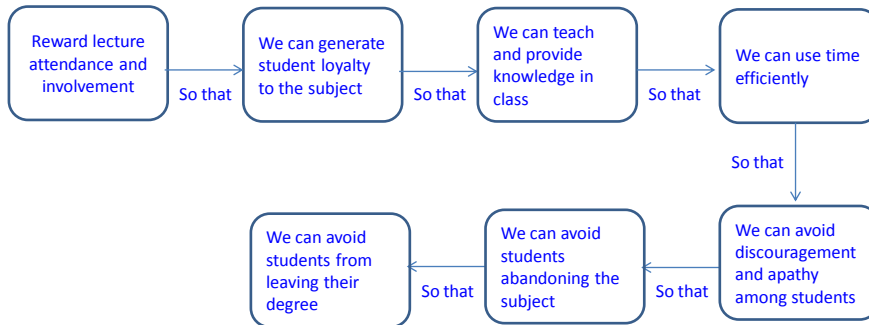 Reward lecture
attendance and
involvement
So that
We can generate
student loyalty
to the subject
So that
We can teach
and provide
knowledge in
class
So that
We can use time
efficiently
So that
We can avoid
discouragement
and apathy
among students
So that
We can avoid
students
abandoning the
subject
So that
We can avoid
students from
leaving their
degree